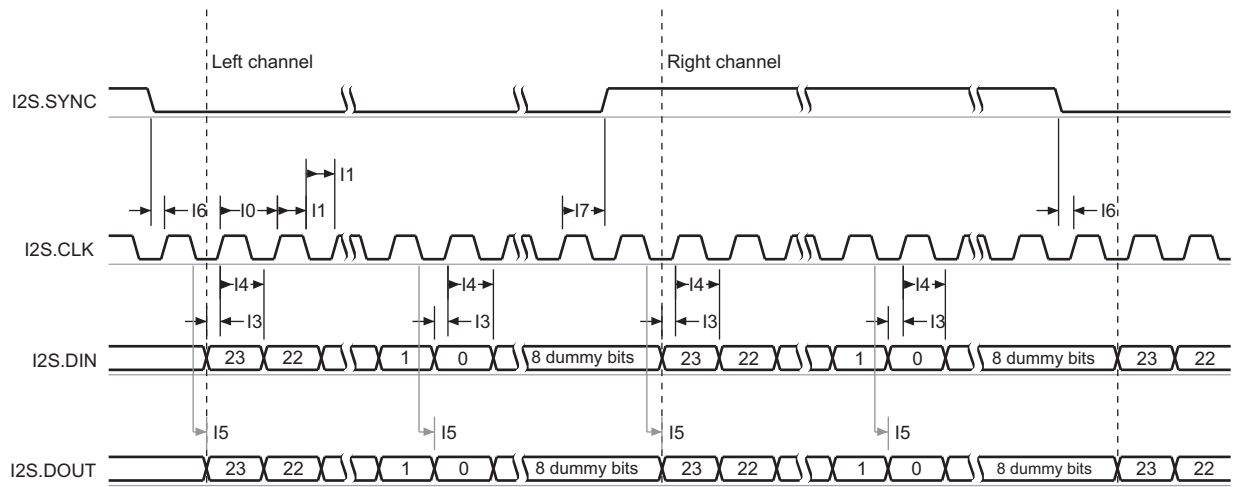 Left channel
Right channel
I2S.SYNC
I1
I6
I0
I1
I7
I6
I2S.CLK
I4
I4
I4
I4
I3
I3
I3
I3
I2S.DIN
23
22
1
0
8 dummy bits
23
22
1
0
8 dummy bits
23
22
I5
I5
I5
I5
I2S.DOUT
23
22
1
0
8 dummy bits
23
22
1
0
8 dummy bits
23
22